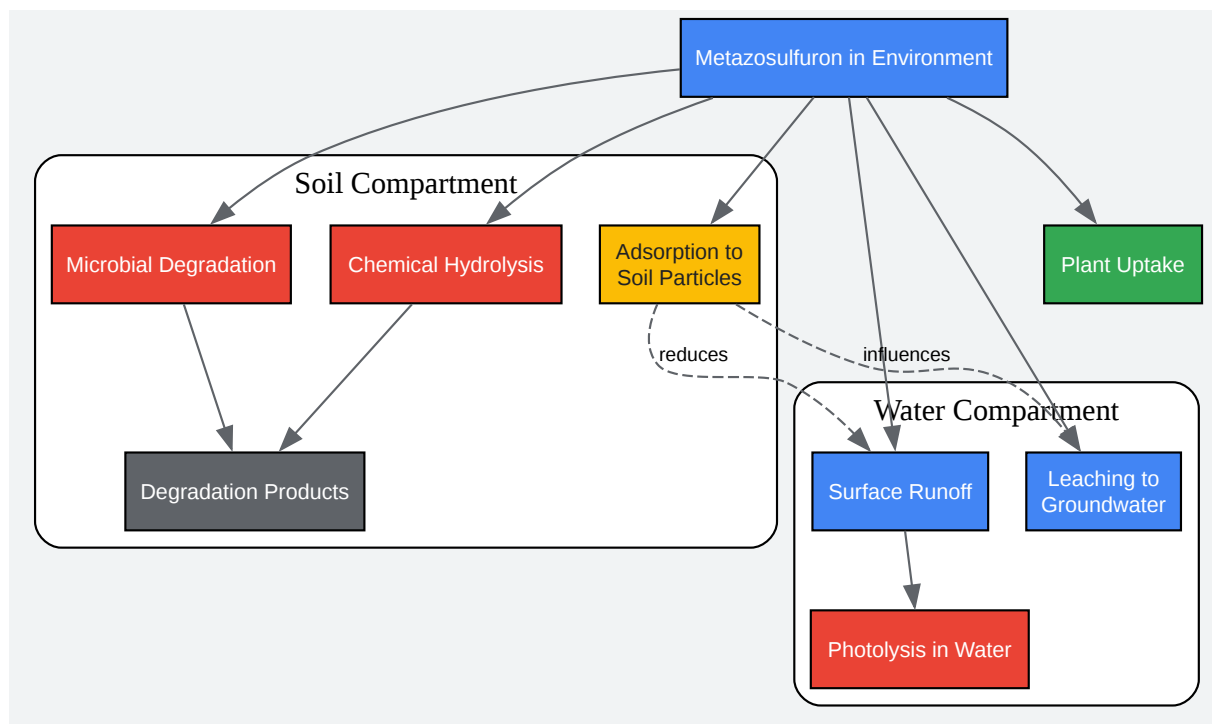 Metazosulfuron in Environment
Soil Compartment
Microbial Degradation
Chemical Hydrolysis
Adsorption to
Soil Particles
Plant Uptake
reduces
influences
Water Compartment
Degradation Products
Surface Runoff
Leaching to
Groundwater
Photolysis in Water